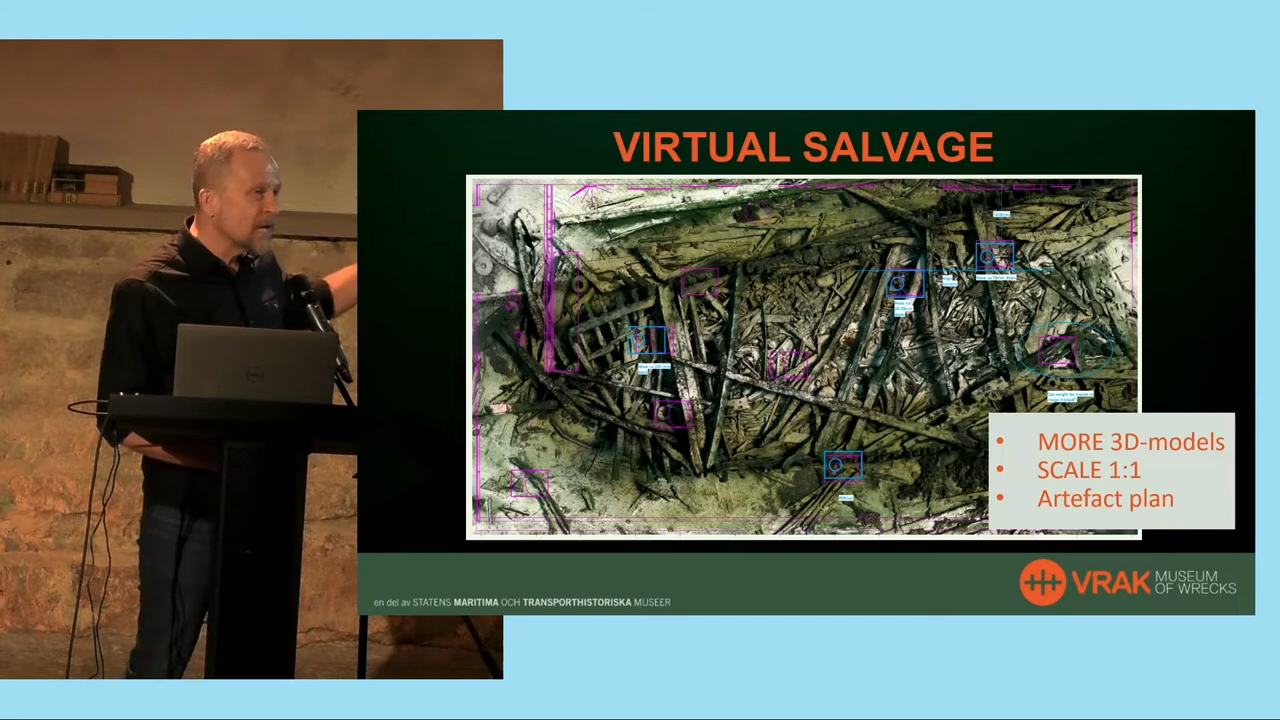 VIRTUAL SALVAGE
• MORE 3D-models
• SCALE 1:1
• Artefact plan
en del av STATENS MARITIMA OCH TRANSPORTHISTORISKA MUSEER
VRAK MUSEUM
OF WRECKS
DELL